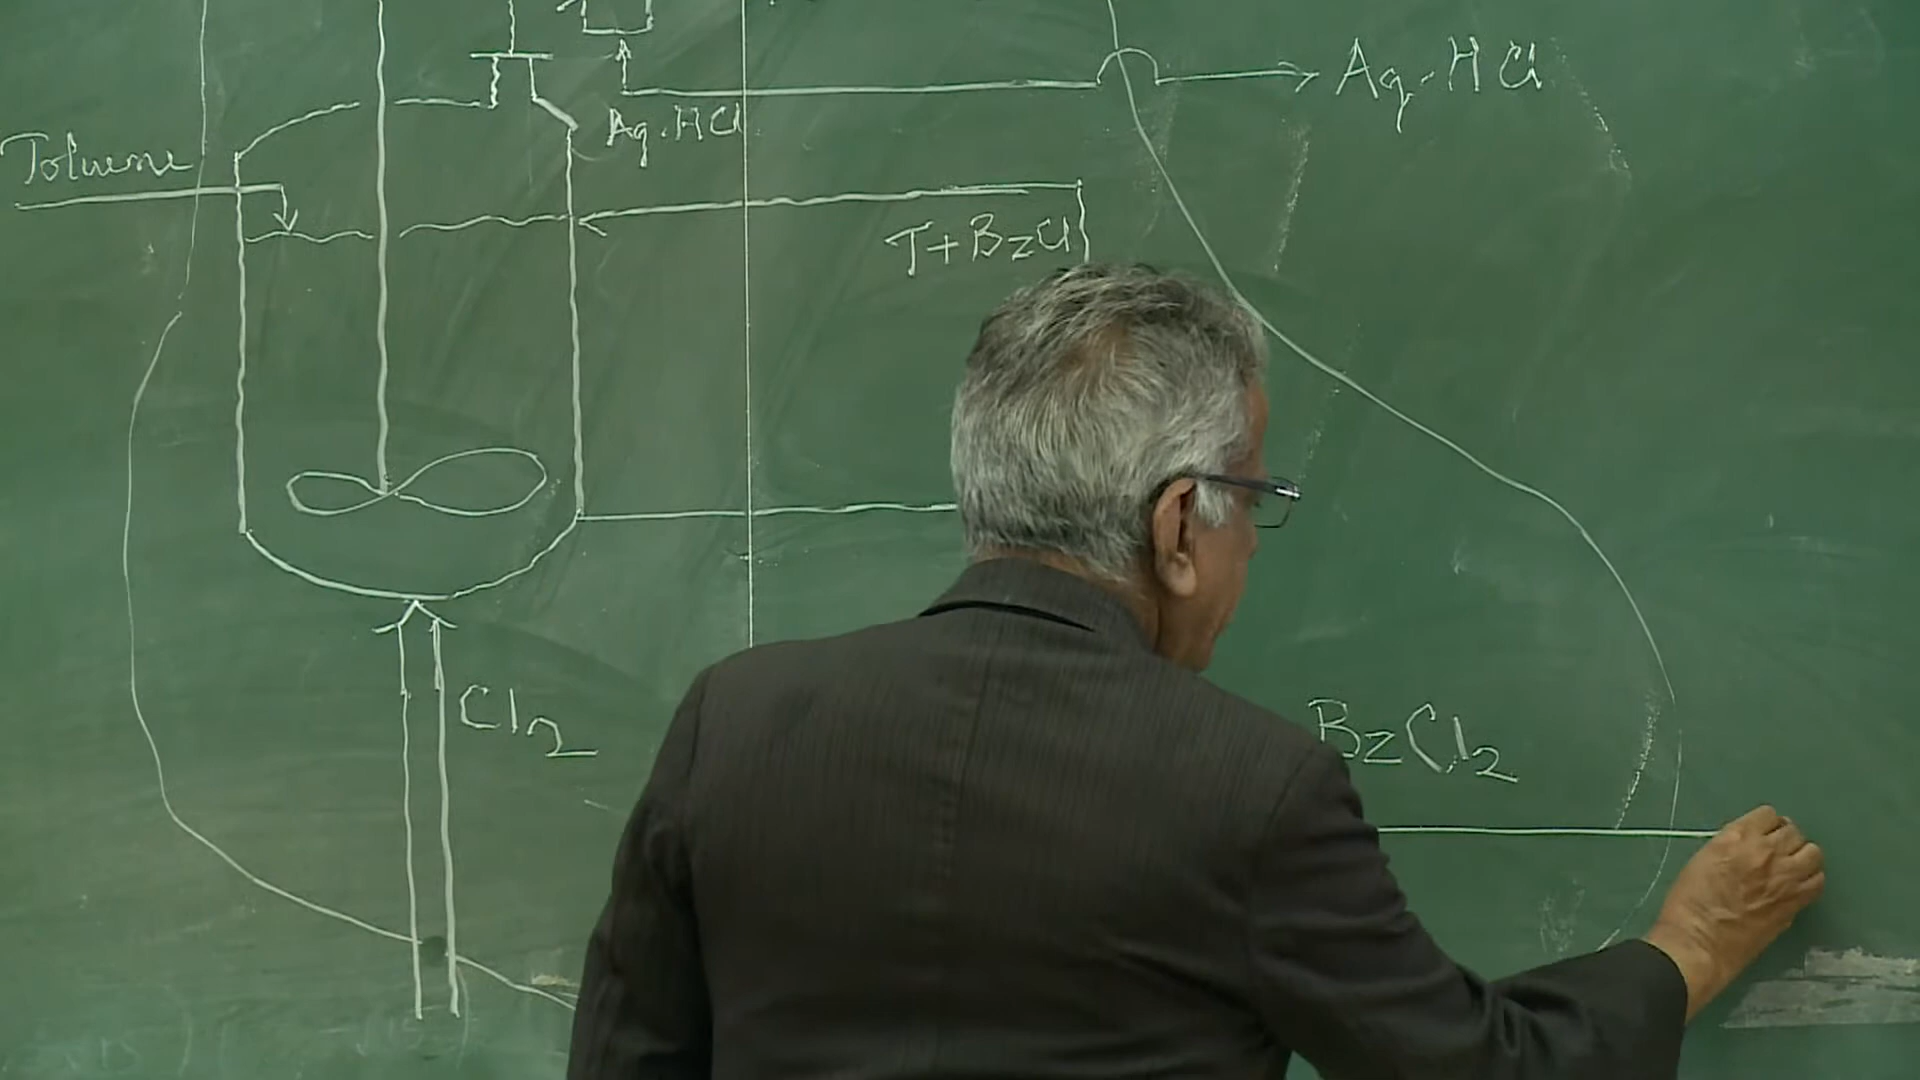 Aq. HCl
Aq. HCl
Toluene
T + BzCl
Cl2
BzCl2